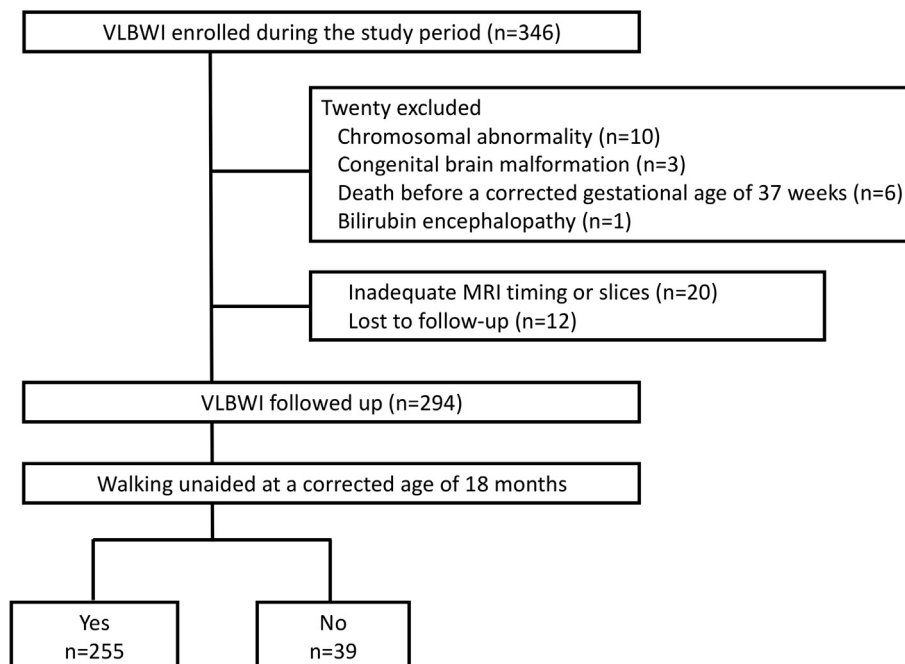 VLBWI enrolled during the study period (n=346)
Twenty excluded
Chromosomal abnormality (n=10)
Congenital brain malformation (n=3)
Death before a corrected gestational age of 37 weeks (n=6)
Bilirubin encephalopathy (n=1)
Inadequate MRI timing or slices (n=20)
Lost to follow-up (n=12)
VLBWI followed up (n=294)
Walking unaided at a corrected age of 18 months
Yes
n=255
No
n=39